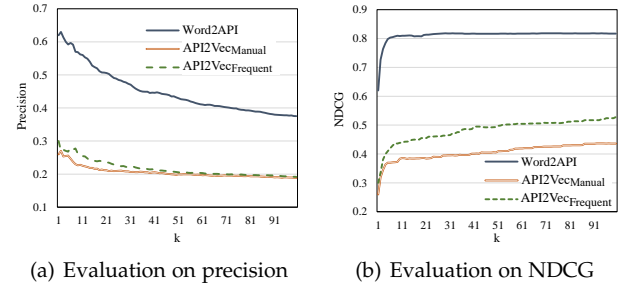 0.7
0.6
0.5
0.4
0.3
0.2
0.1
Precision
Word2API
API2VecManual
API2VecFrequent
1 11 21 31 41 51 61 71 81 91
k
(a) Evaluation on precision
0.9
0.8
0.7
0.6
0.5
0.4
0.3
0.2
NDCG
Word2API
API2VecManual
API2VecFrequent
1 11 21 31 41 51 61 71 81 91
k
(b) Evaluation on NDCG